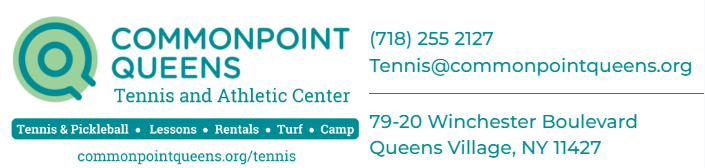 COMMONPOINT
QUEENS
Tennis and Athletic Center
Tennis & Pickleball • Lessons • Rentals • Turf • Camp
commonpointqueens.org/tennis
(718) 255 2127
Tennis@commonpointqueens.org
79-20 Winchester Boulevard
Queens Village, NY 11427